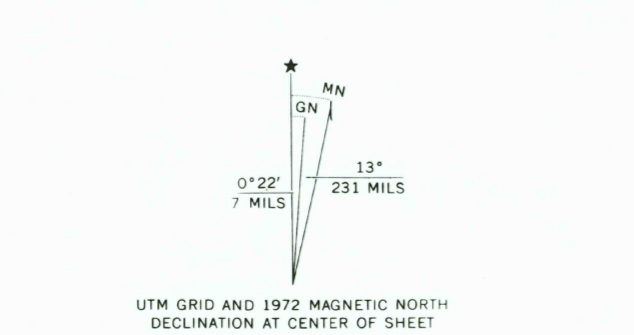 MN
GN
13°
231 MILS
0°22′
7 MILS
UTM GRID AND 1972 MAGNETIC NORTH
DECLINATION AT CENTER OF SHEET